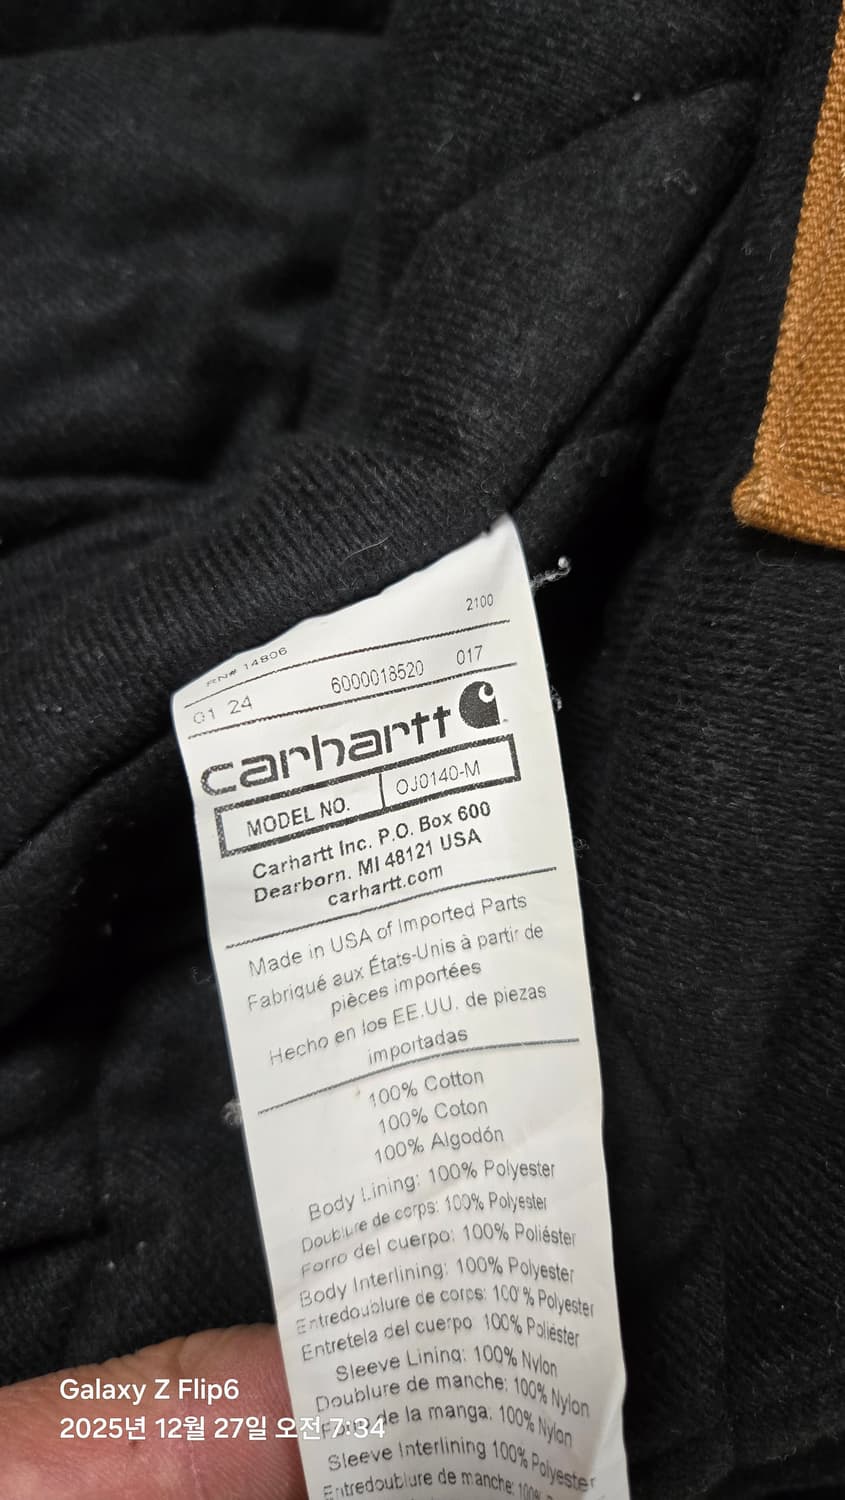 2100
RN# 14806
01 24 6000018520 017
carhartt
MODEL NO. OJ0140-M
Carhartt Inc. P.O. Box 600
Dearborn. MI 48121 USA
carhartt.com
Made in USA of Imported Parts
Fabriqué aux États-Unis à partir de
pièces importées
Hecho en los EE.UU. de piezas
importadas
100% Cotton
100% Coton
100% Algodón
Body Lining: 100% Polyester
Doublure de corps: 100% Polyester
Forro del cuerpo: 100% Poliéster
Body Interlining: 100% Polyester
Entredoublure de corps: 100% Polyester
Entretela del cuerpo 100% Poliéster
Sleeve Lining: 100% Nylon
Doublure de manche: 100% Nylon
de la manga: 100% Nylon
Sleeve Interlining 100% Polyester
Entredoublure de manche: 100%
Galaxy Z Flip6
2025년 12월 27일 오전 7:34